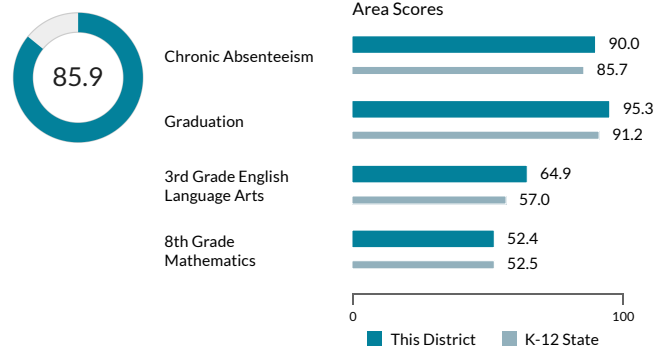 Area Scores
85.9
Chronic Absenteeism
90.0
85.7
Graduation
95.3
91.2
3rd Grade English
Language Arts
64.9
57.0
8th Grade
Mathematics
52.4
52.5
0
100
This District
K-12 State